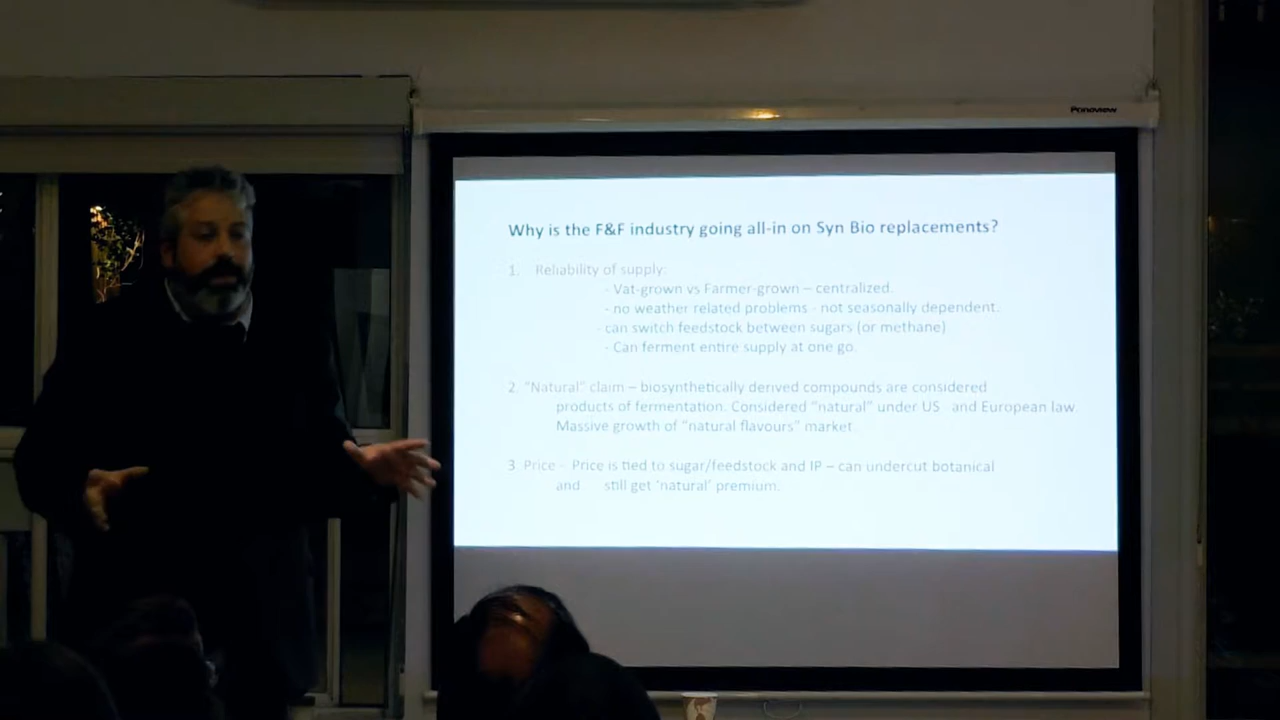 Pronoview
Why is the F&F industry going all-in on Syn Bio replacements?
1. Reliability of supply:
- Vat-grown vs Farmer-grown – centralized.
- no weather related problems - not seasonally dependent.
- can switch feedstock between sugars (or methane)
- Can ferment entire supply at one go.
2. "Natural" claim – biosynthetically derived compounds are considered
products of fermentation. Considered "natural" under US and European law.
Massive growth of "natural flavours" market.
3 Price – Price is tied to sugar/feedstock and IP – can undercut botanical
and still get 'natural' premium.